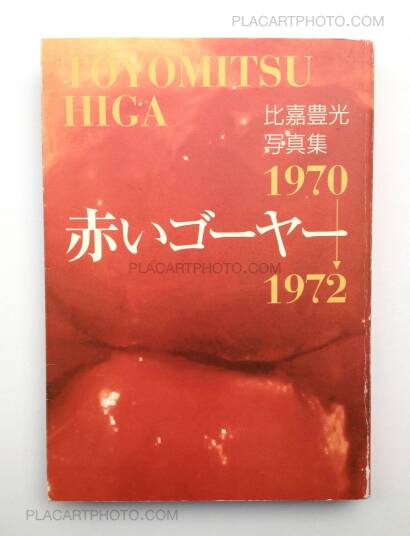 PLACARTPHOTO.COM
TOYOMITSU
HIGA
比嘉豊光
写真集
1970
赤いゴーヤー
PLACARTPHOTO.COM
1972
PLACARTPHOTO.COM